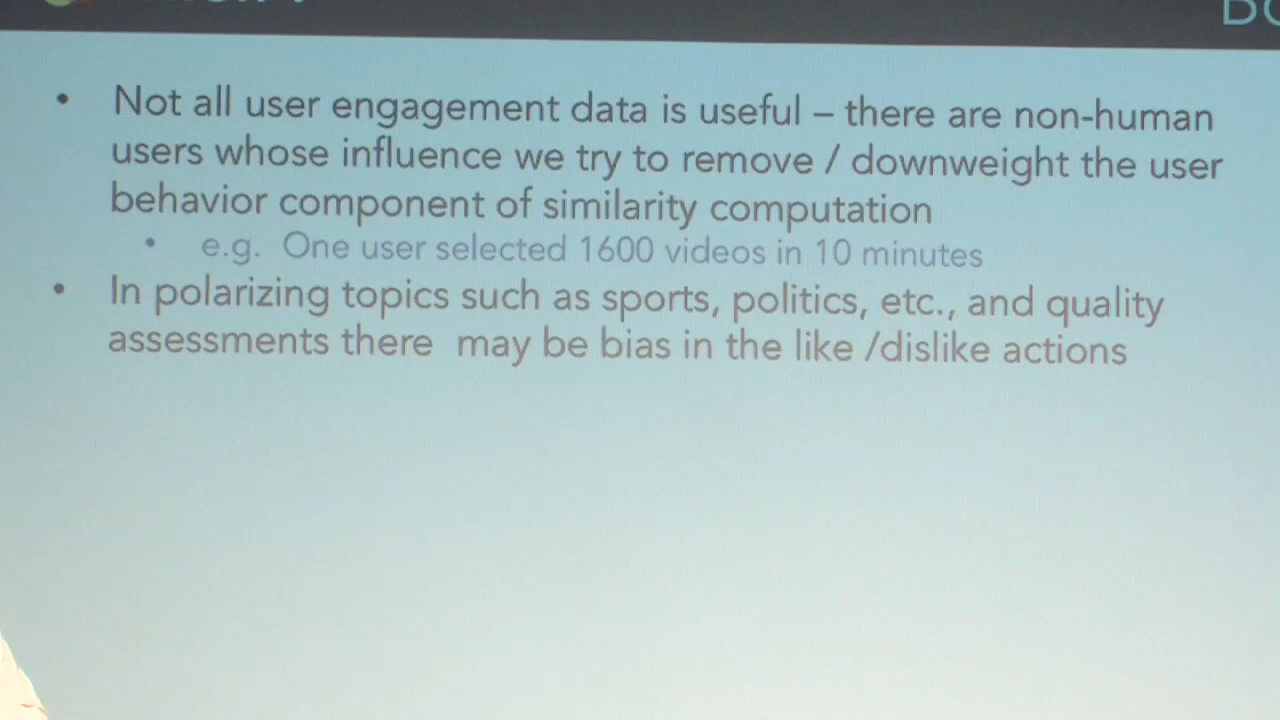 • Not all user engagement data is useful – there are non-human
users whose influence we try to remove / downweight the user
behavior component of similarity computation
• e.g. One user selected 1600 videos in 10 minutes
• In polarizing topics such as sports, politics, etc., and quality
assessments there may be bias in the like /dislike actions